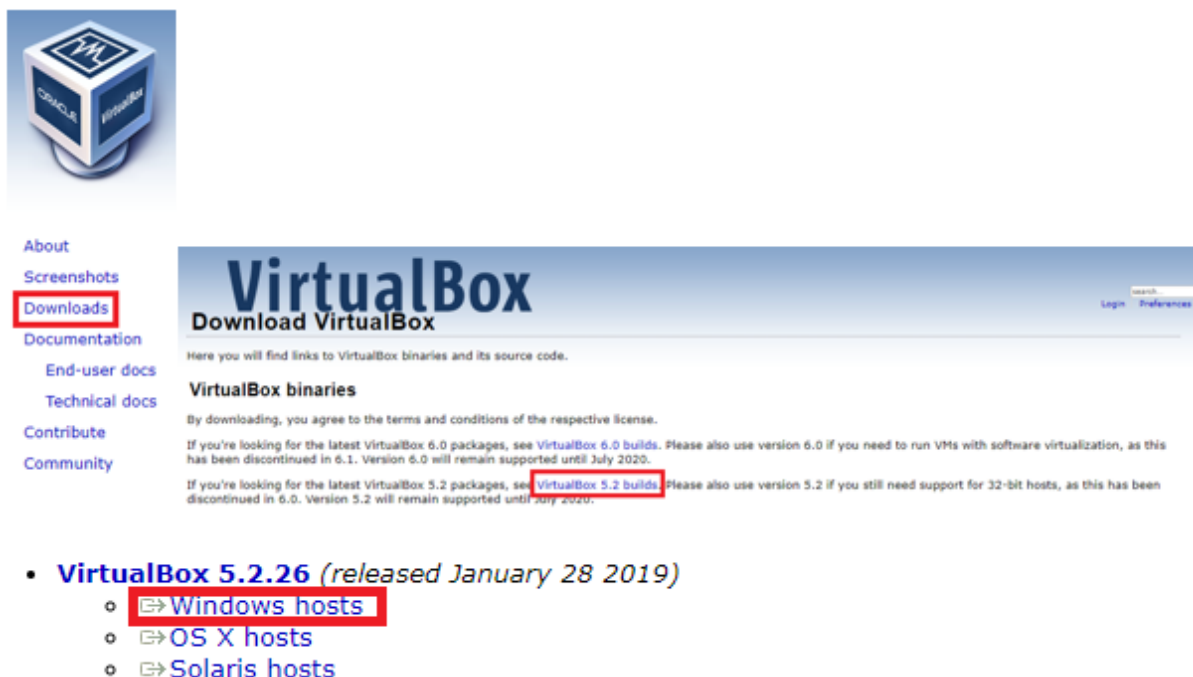 ORACLE
VirtualBox
About
Screenshots
Downloads
Documentation
End-user docs
Technical docs
Contribute
Community
VirtualBox
search...
Login Preferences
Download VirtualBox
Here you will find links to VirtualBox binaries and its source code.
VirtualBox binaries
By downloading, you agree to the terms and conditions of the respective license.
If you're looking for the latest VirtualBox 6.0 packages, see VirtualBox 6.0 builds. Please also use version 6.0 if you need to run VMs with software virtualization, as this
has been discontinued in 6.1. Version 6.0 will remain supported until July 2020.
If you're looking for the latest VirtualBox 5.2 packages, see VirtualBox 5.2 builds. Please also use version 5.2 if you still need support for 32-bit hosts, as this has been
discontinued in 6.0. Version 5.2 will remain supported until July 2020.
• VirtualBox 5.2.26 (released January 28 2019)
Windows hosts
OS X hosts
Solaris hosts